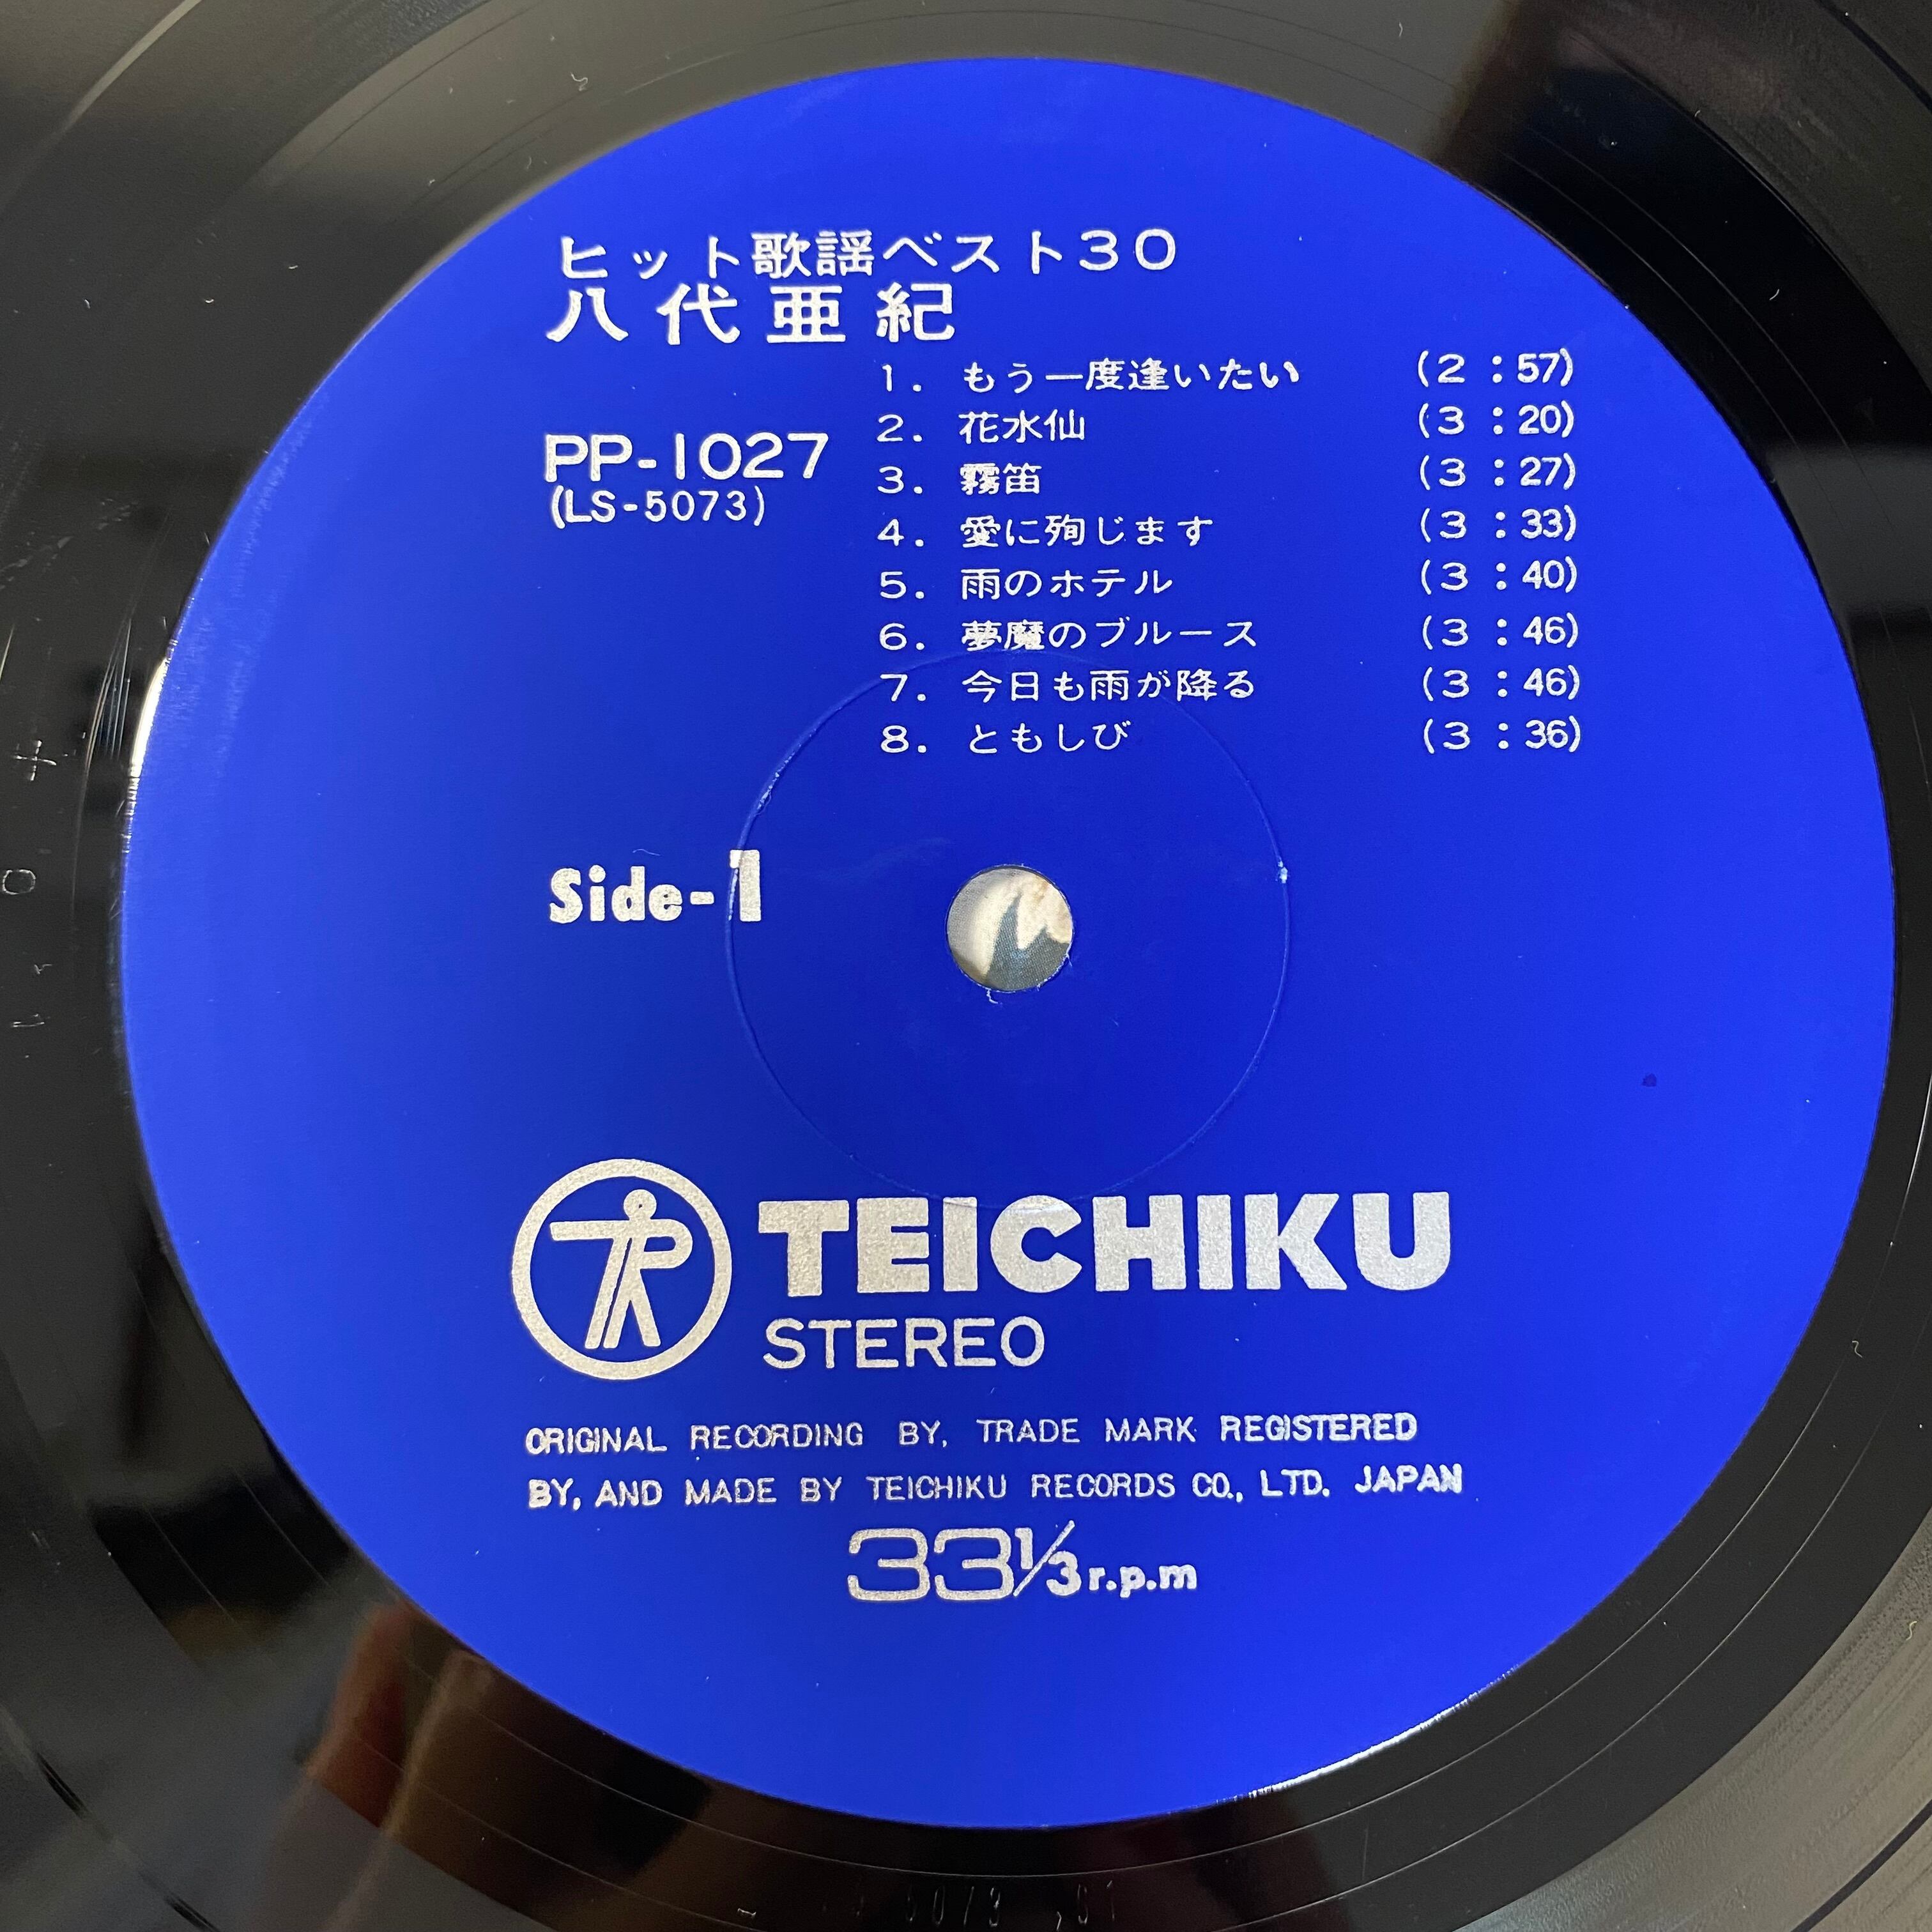 ヒット歌謡ベスト30
八代亜紀
PP-1027
(LS-5073)
1. もう一度逢いたい (2:57)
2. 花水仙 (3:20)
3. 霧笛 (3:27)
4. 愛に殉じます (3:33)
5. 雨のホテル (3:40)
6. 夢魔のブルース (3:46)
7. 今日も雨が降る (3:46)
8. ともしび (3:36)
Side-1
TEICHIKU
STEREO
ORIGINAL RECORDING BY, TRADE MARK REGISTERED
BY, AND MADE BY TEICHIKU RECORDS CO., LTD. JAPAN
33 1/3 r.p.m